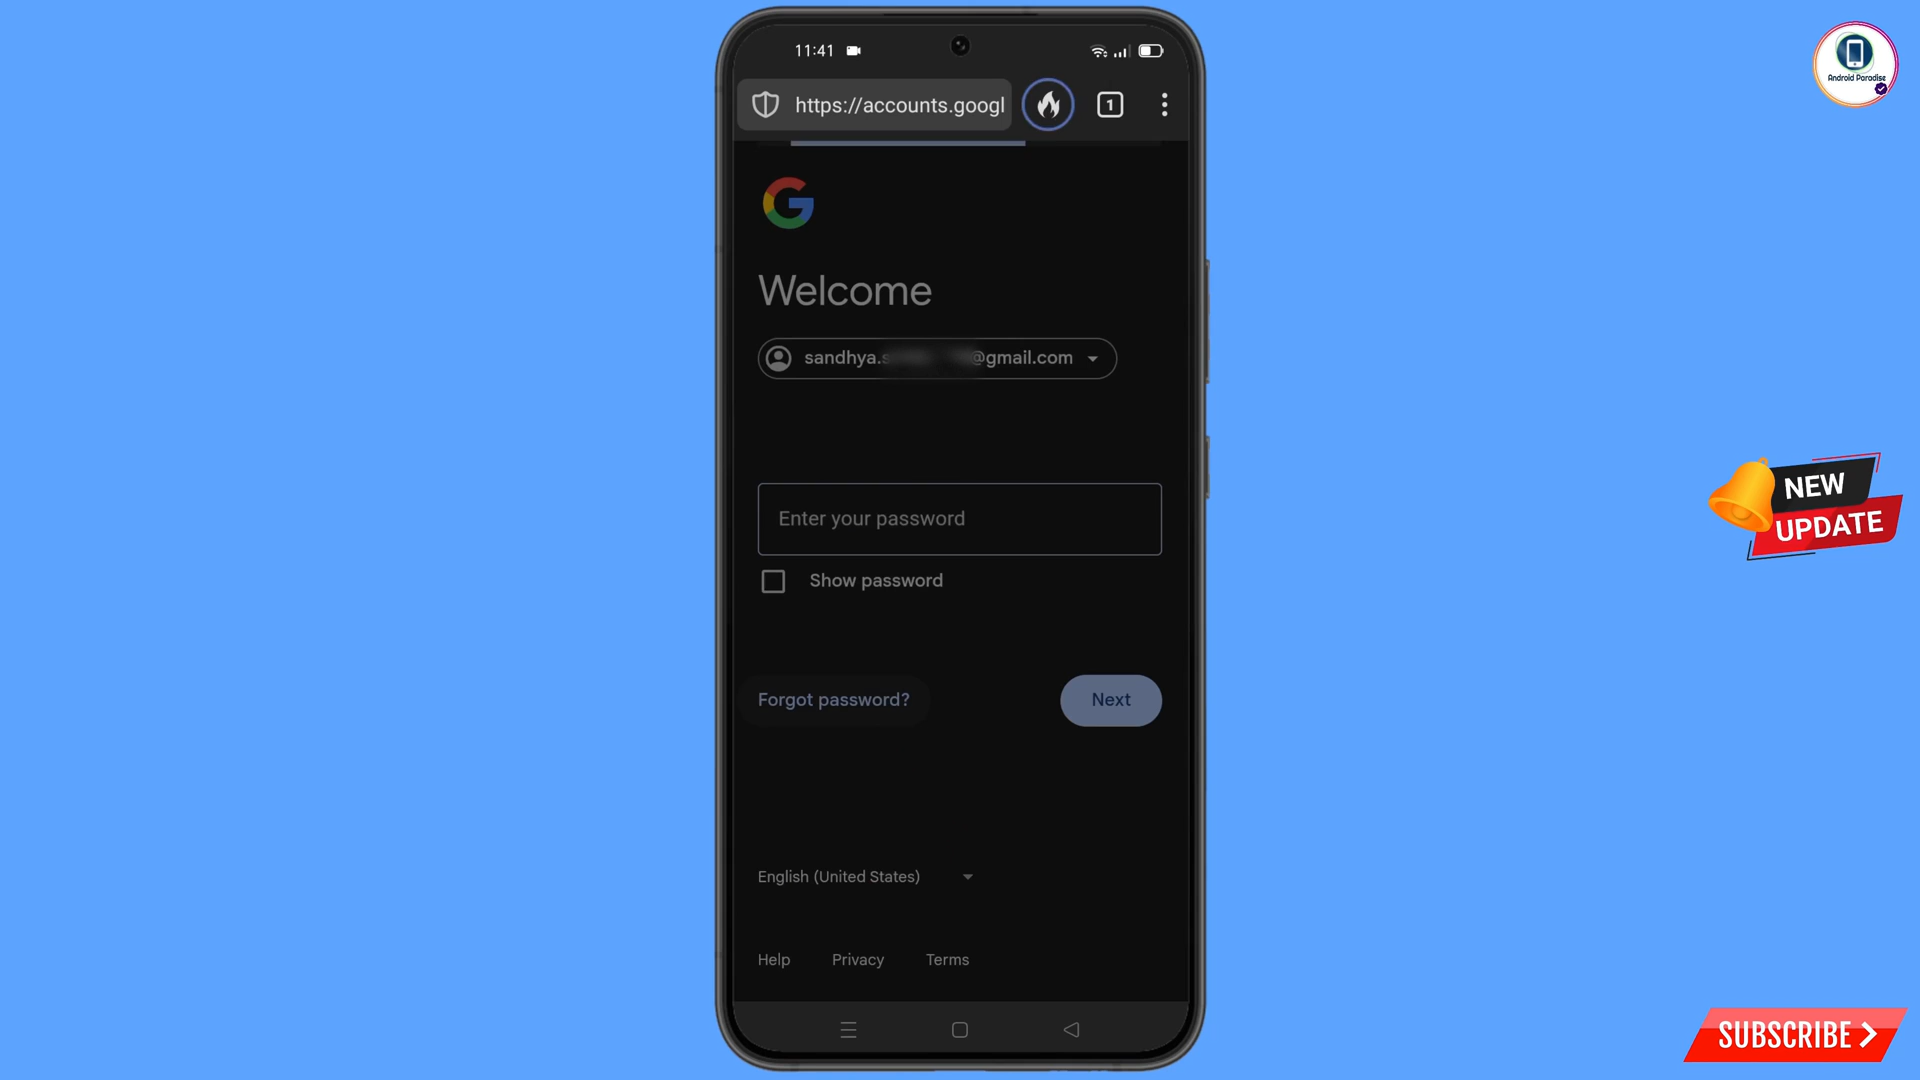 11:41
Android Paradise
https://accounts.googl
1
Welcome
sandhya. @gmail.com
NEW
UPDATE
Enter your password
Show password
Forgot password?
Next
English (United States)
Help Privacy Terms
SUBSCRIBE